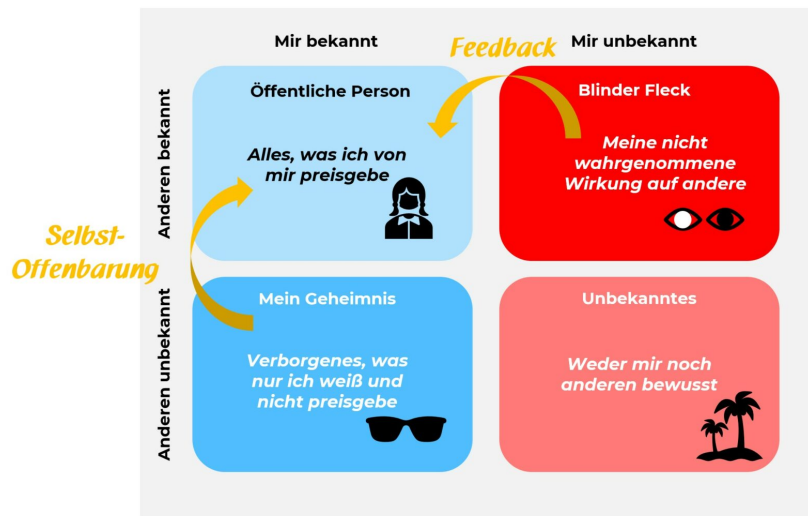 Mir bekannt
Feedback
Mir unbekannt
Anderen bekannt
Öffentliche Person
Alles, was ich von
mir preisgebe
Blinder Fleck
Meine nicht
wahrgenommene
Wirkung auf andere
Selbst-
Offenbarung
Anderen unbekannt
Mein Geheimnis
Verborgenes, was
nur ich weiß und
nicht preisgebe
Unbekanntes
Weder mir noch
anderen bewusst